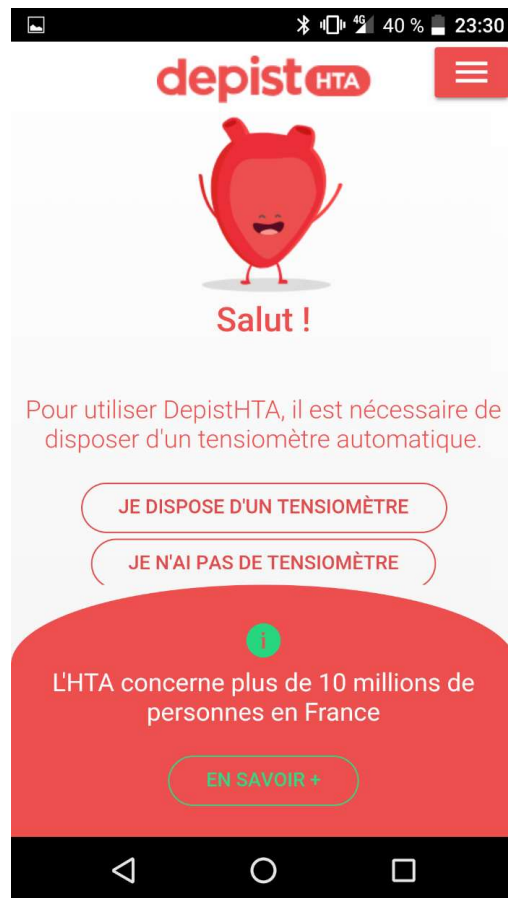 4G 40 % 23:30
depist HTA
Salut !
Pour utiliser DepistHTA, il est nécessaire de
disposer d'un tensiomètre automatique.
JE DISPOSE D'UN TENSIOMÈTRE
JE N'AI PAS DE TENSIOMÈTRE
i
L'HTA concerne plus de 10 millions de
personnes en France
EN SAVOIR +